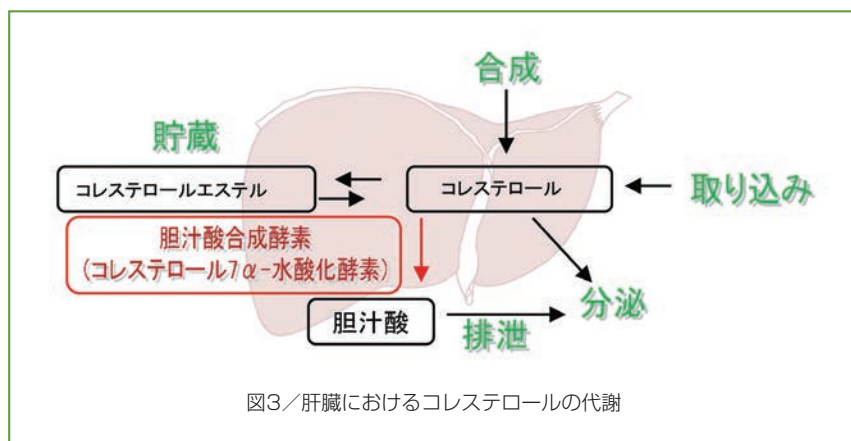 合成
貯蔵
コレステロールエステル
コレステロール
取り込み
胆汁酸合成酵素
(コレステロール7α-水酸化酵素)
胆汁酸
排泄
分泌
図3／肝臓におけるコレステロールの代謝